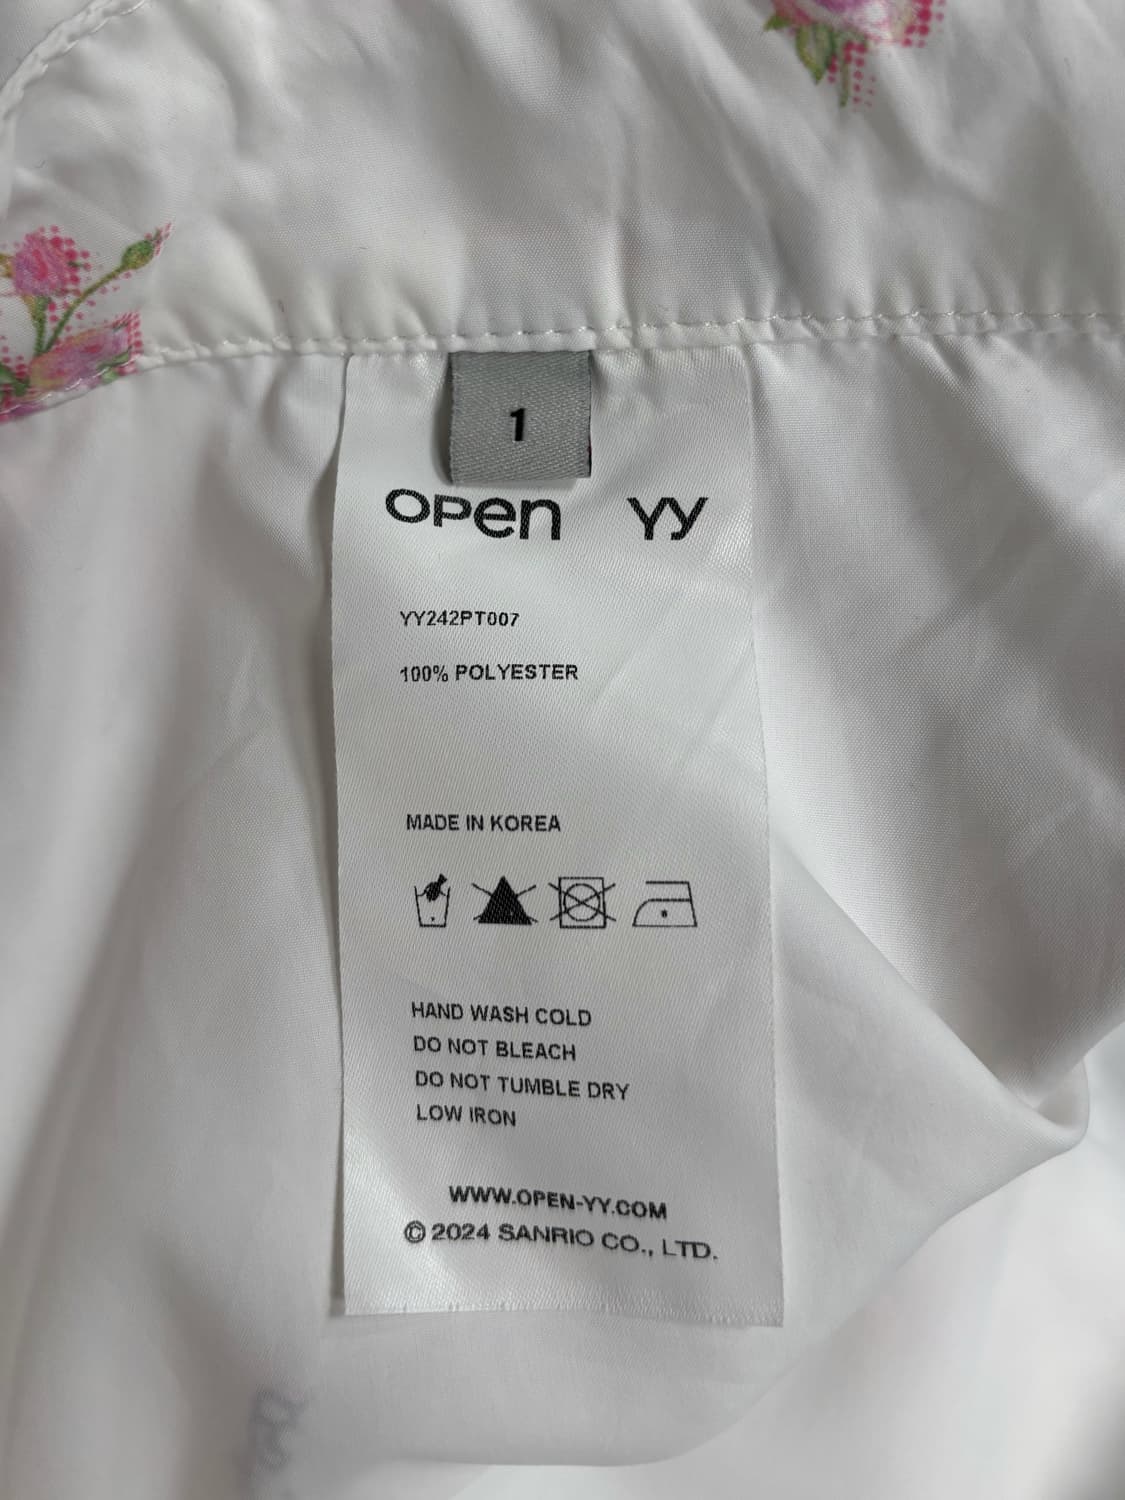 1
OPen YY
YY242PT007
100% POLYESTER
MADE IN KOREA
HAND WASH COLD
DO NOT BLEACH
DO NOT TUMBLE DRY
LOW IRON
WWW.OPEN-YY.COM
© 2024 SANRIO CO., LTD.